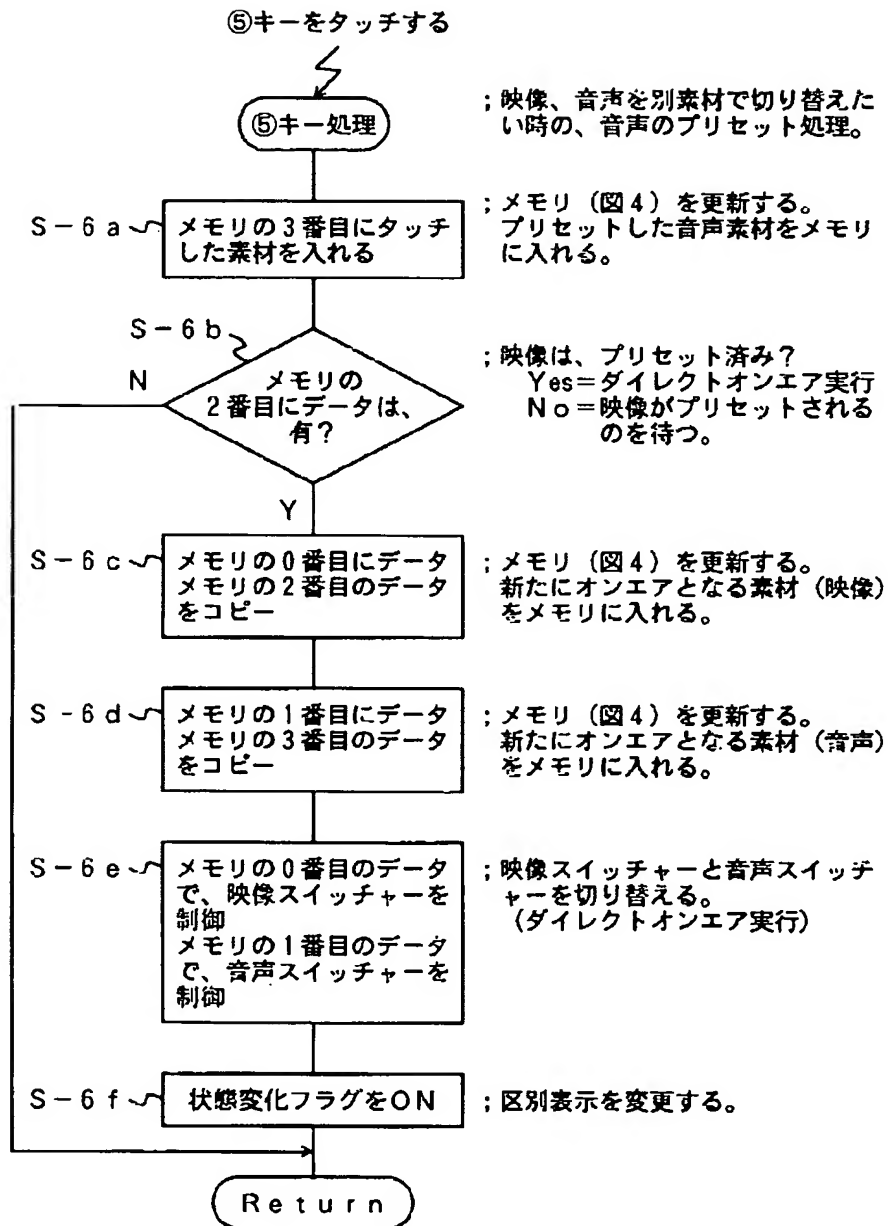 ⑤キーをタッチする
⑤キー処理
；映像、音声を別素材で切り替えた
い時の、音声のプリセット処理。
S－6a
メモリの3番目にタッチ
した素材を入れる
；メモリ（図4）を更新する。
プリセットした音声素材をメモリ
に入れる。
S－6b
N
メモリの
2番目にデータは、
有？
；映像は、プリセット済み？
Yes＝ダイレクトオンエア実行
No＝映像がプリセットされる
のを待つ。
Y
S－6c
メモリの0番目にデータ
メモリの2番目のデータ
をコピー
；メモリ（図4）を更新する。
新たにオンエアとなる素材（映像）
をメモリに入れる。
S－6d
メモリの1番目にデータ
メモリの3番目のデータ
をコピー
；メモリ（図4）を更新する。
新たにオンエアとなる素材（音声）
をメモリに入れる。
S－6e
メモリの0番目のデータ
で、映像スイッチャーを
制御
メモリの1番目のデータ
で、音声スイッチャーを
制御
；映像スイッチャーと音声スイッチ
ャーを切り替える。
（ダイレクトオンエア実行）
S－6f
状態変化フラグをON
；区別表示を変更する。
Return